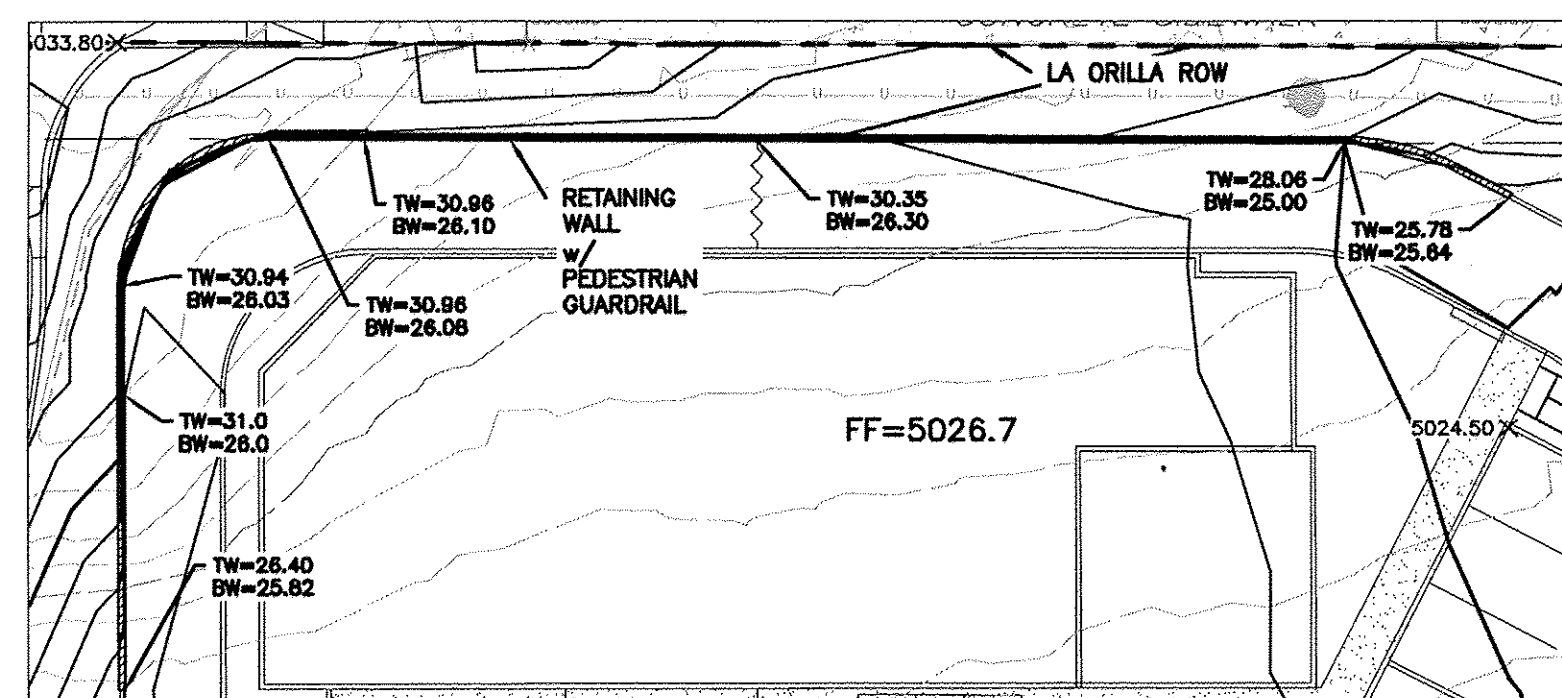 5033.80
LA ORILLA ROW
TW=30.96
BW=26.10
RETAINING
WALL
w/
PEDESTRIAN
GUARDRAIL
TW=30.35
BW=26.30
TW=28.06
BW=25.00
TW=25.78
BW=25.64
TW=30.94
BW=26.03
TW=30.96
BW=26.08
TW=31.0
BW=26.0
FF=5026.7
5024.50
TW=26.40
BW=25.82